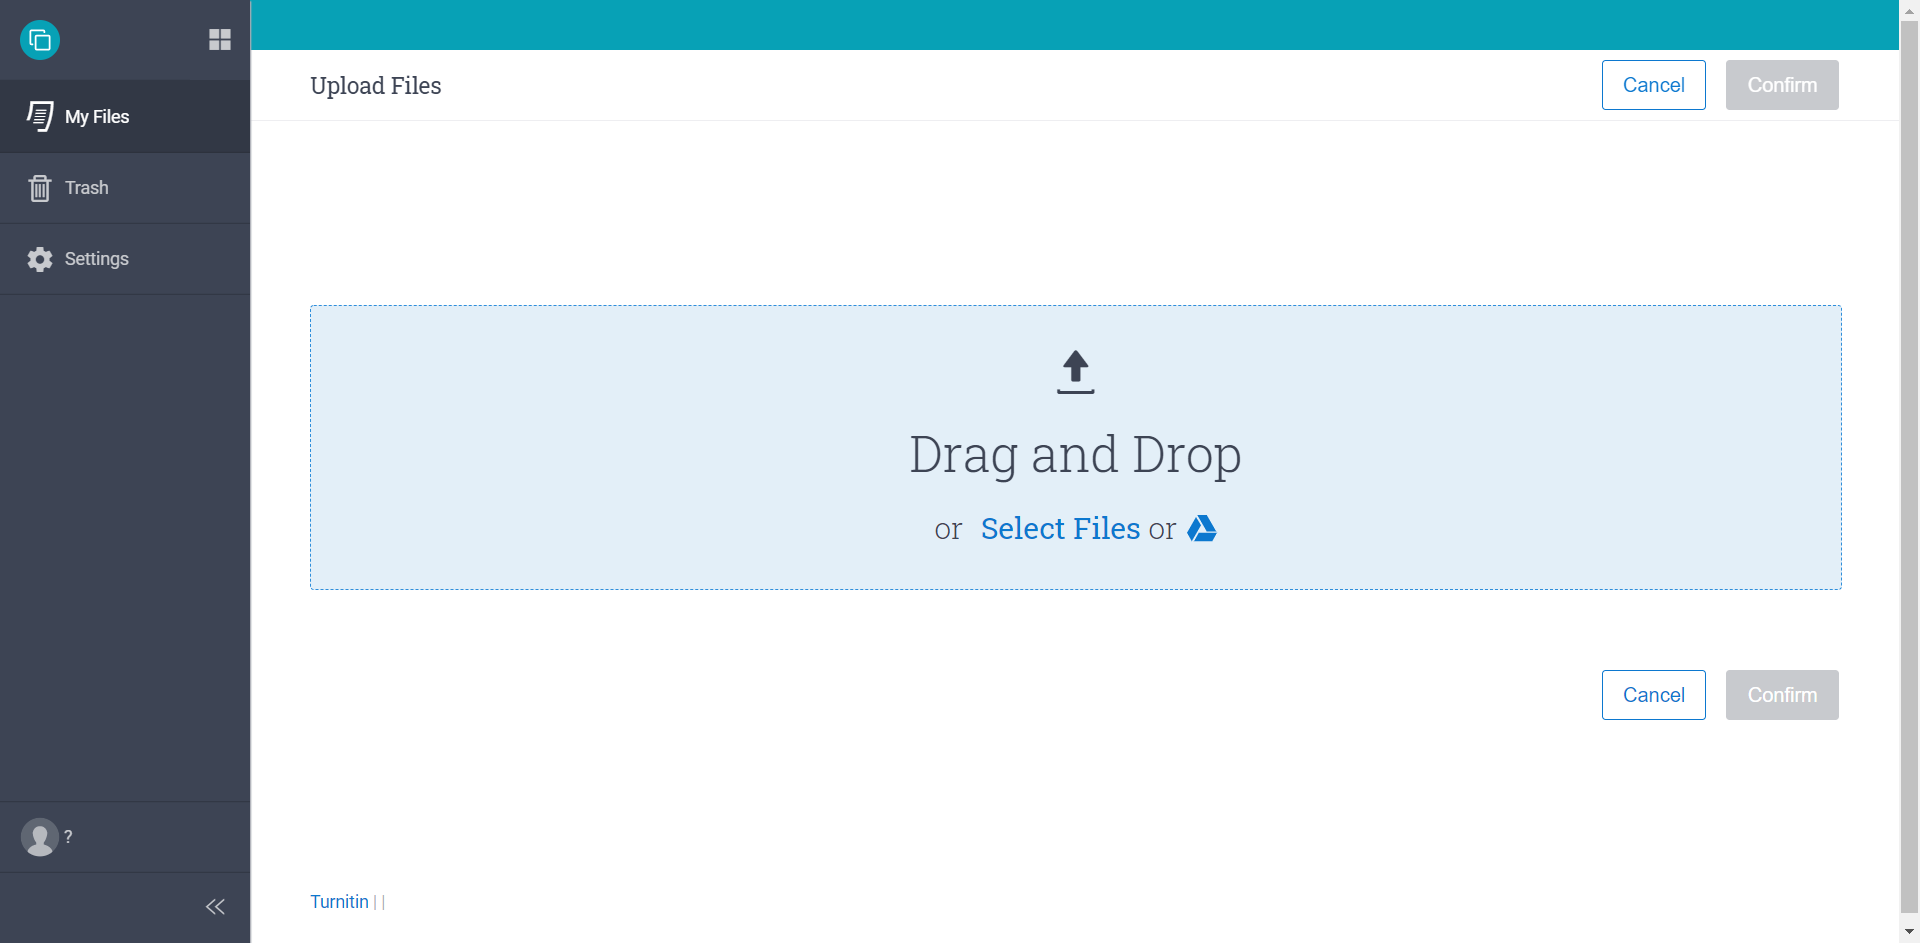 Upload Files
Cancel
Confirm
My Files
Trash
Settings
Drag and Drop
or Select Files or
Cancel
Confirm
?
Turnitin | |